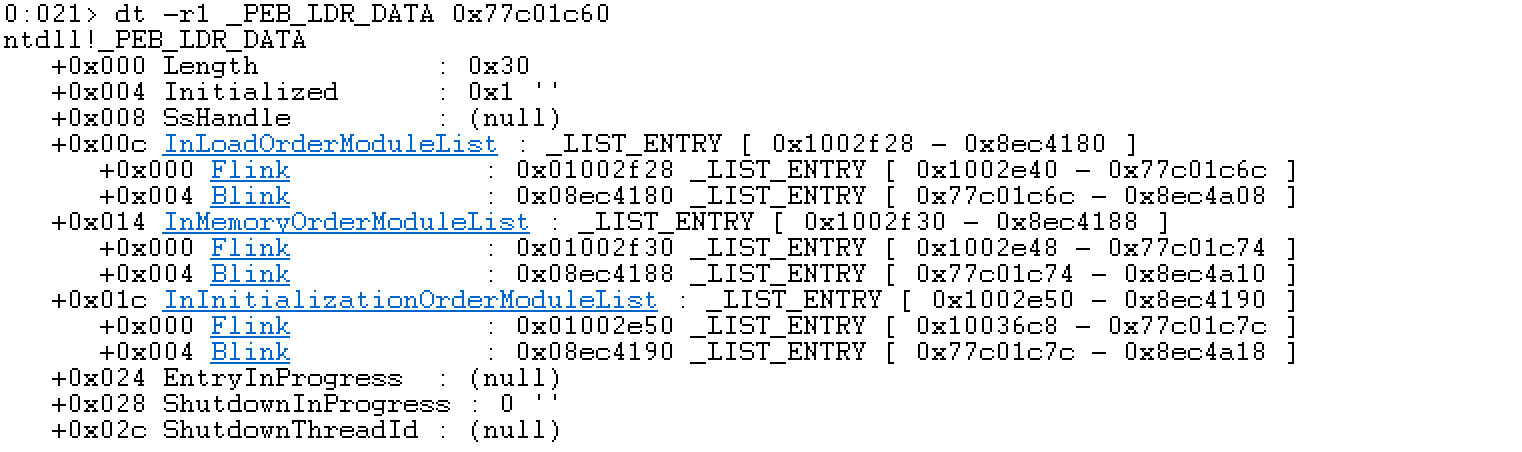 0:021> dt -r1 _PEB_LDR_DATA 0x77c01c60
ntdll!_PEB_LDR_DATA
+0x000 Length : 0x30
+0x004 Initialized : 0x1 ''
+0x008 SsHandle : (null)
+0x00c InLoadOrderModuleList : _LIST_ENTRY [ 0x1002f28 - 0x8ec4180 ]
+0x000 Flink : 0x01002f28 _LIST_ENTRY [ 0x1002e40 - 0x77c01c6c ]
+0x004 Blink : 0x08ec4180 _LIST_ENTRY [ 0x77c01c6c - 0x8ec4a08 ]
+0x014 InMemoryOrderModuleList : _LIST_ENTRY [ 0x1002f30 - 0x8ec4188 ]
+0x000 Flink : 0x01002f30 _LIST_ENTRY [ 0x1002e48 - 0x77c01c74 ]
+0x004 Blink : 0x08ec4188 _LIST_ENTRY [ 0x77c01c74 - 0x8ec4a10 ]
+0x01c InInitializationOrderModuleList : _LIST_ENTRY [ 0x1002e50 - 0x8ec4190 ]
+0x000 Flink : 0x01002e50 _LIST_ENTRY [ 0x10036c8 - 0x77c01c7c ]
+0x004 Blink : 0x08ec4190 _LIST_ENTRY [ 0x77c01c7c - 0x8ec4a18 ]
+0x024 EntryInProgress : (null)
+0x028 ShutdownInProgress : 0 ''
+0x02c ShutdownThreadId : (null)